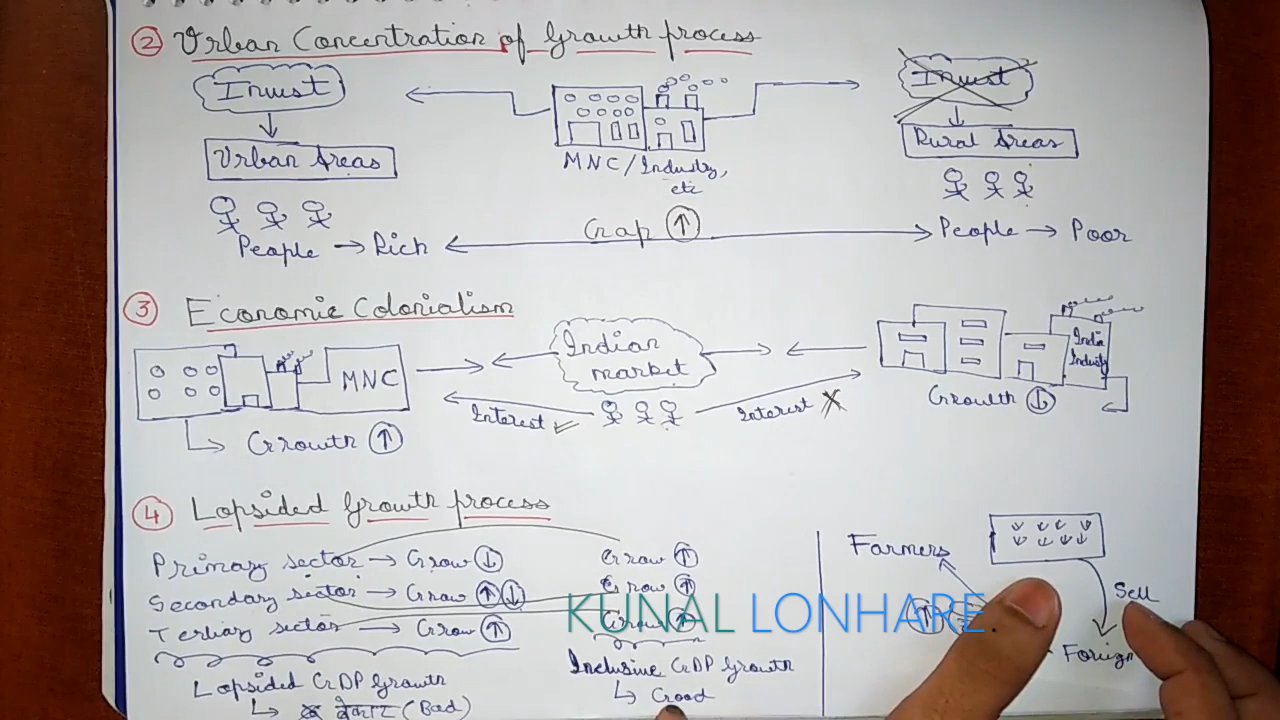 ② Urban Concentration of Growth process
Invest
Invest
Urban Areas
MNC/Industry,
etc
Rural Areas
People → Rich
Gap ↑
People → Poor
③ Economic Colonialism
MNC
Indian
market
India
Industry
Growth ↑
Interest
Interest
Growth ↓
④ Lopsided Growth process
Primary sector → Grow ↓
Grow ↑
Secondary sector → Grow ↑ ↓
Grow ↑
Tertiary sector → Grow ↑
Grow ↑
Lopsided GDP Growth
↳ बेकार (Bad)
Inclusive GDP Growth
↳ Good
Farmers
Sell
Foreign
KUNAL LONHARE.